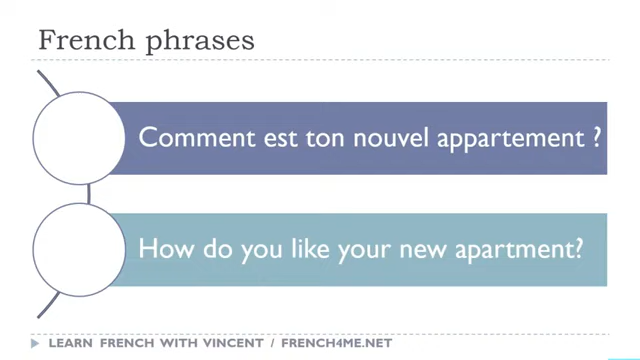 French phrases
Comment est ton nouvel appartement ?
How do you like your new apartment?
LEARN FRENCH WITH VINCENT / FRENCH4ME.NET